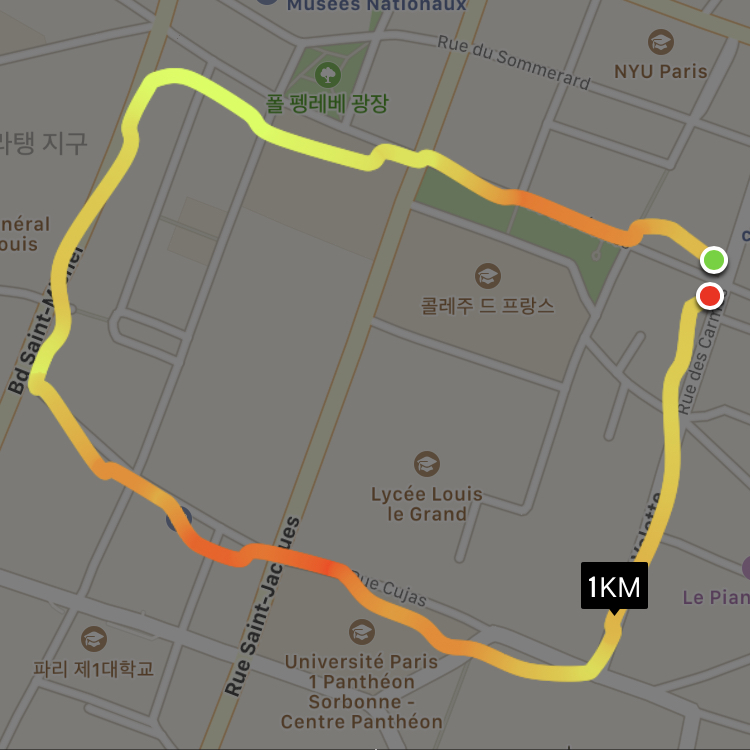 Musées Nationaux
Rue du Sommerard
NYU Paris
폴 펭레베 광장
라탱 지구
néral
ouis
c
콜레주 드 프랑스
Bd Saint-Michel
Rue des Carm
Lycée Louis
le Grand
Valette
1KM
Le Pian
Rue Saint-Jacques
Rue Cujas
파리 제1대학교
Université Paris
1 Panthéon
Sorbonne -
Centre Panthéon